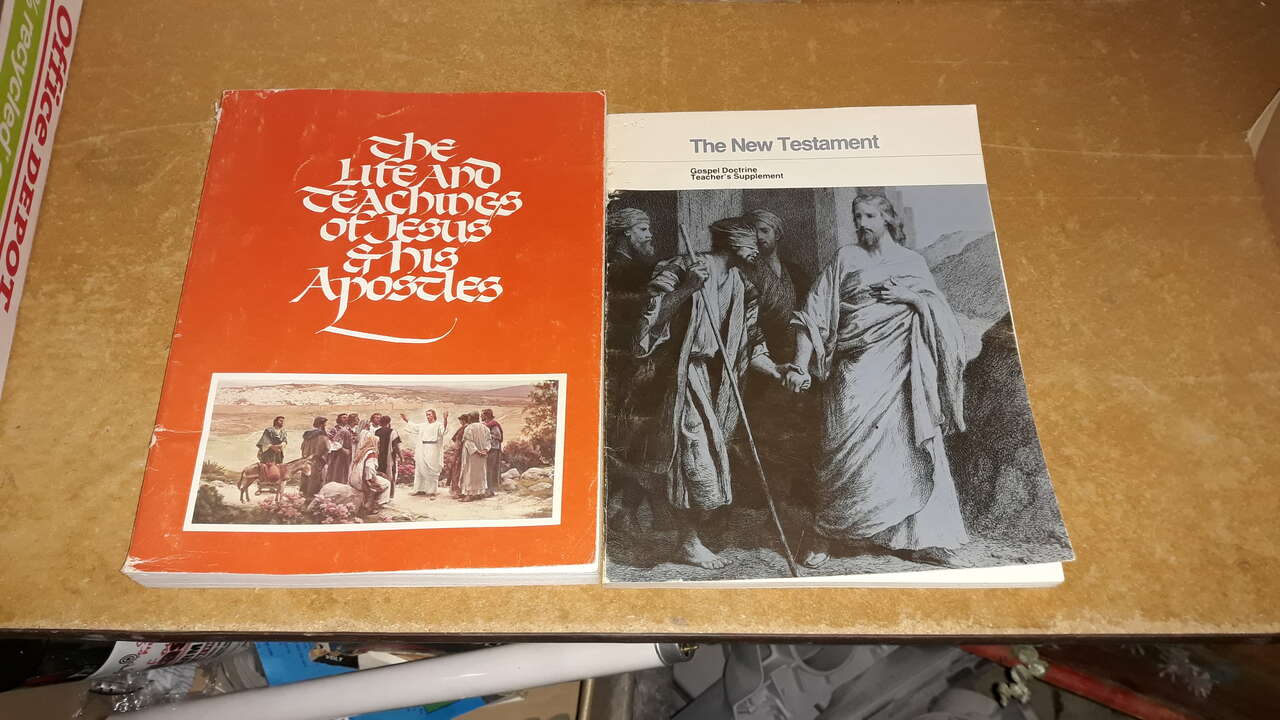 % recycled
Office DEPOT
The
Life And
Teachings
of Jesus
& his
Apostles
The New Testament
Gospel Doctrine
Teacher's Supplement